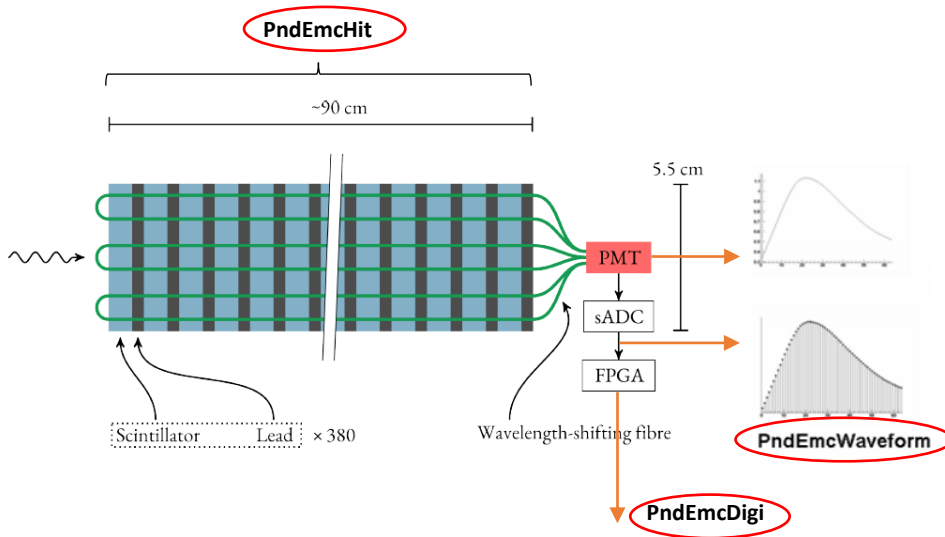 PndEmcHit
~90 cm
5.5 cm
PMT
sADC
FPGA
Scintillator Lead × 380
Wavelength-shifting fibre
PndEmcWaveform
PndEmcDigi